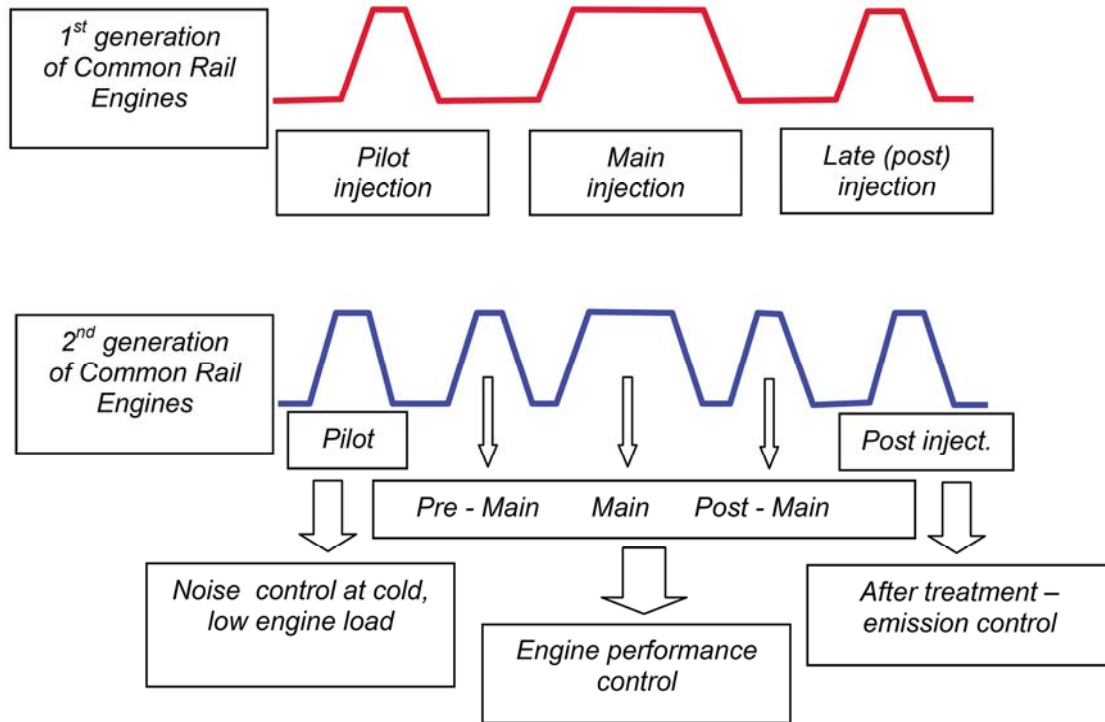 1st generation
of Common Rail
Engines
Pilot
injection
Main
injection
Late (post)
injection
2nd generation
of Common Rail
Engines
Pilot
Post inject.
Pre - Main Main Post - Main
Noise control at cold,
low engine load
Engine performance
control
After treatment –
emission control